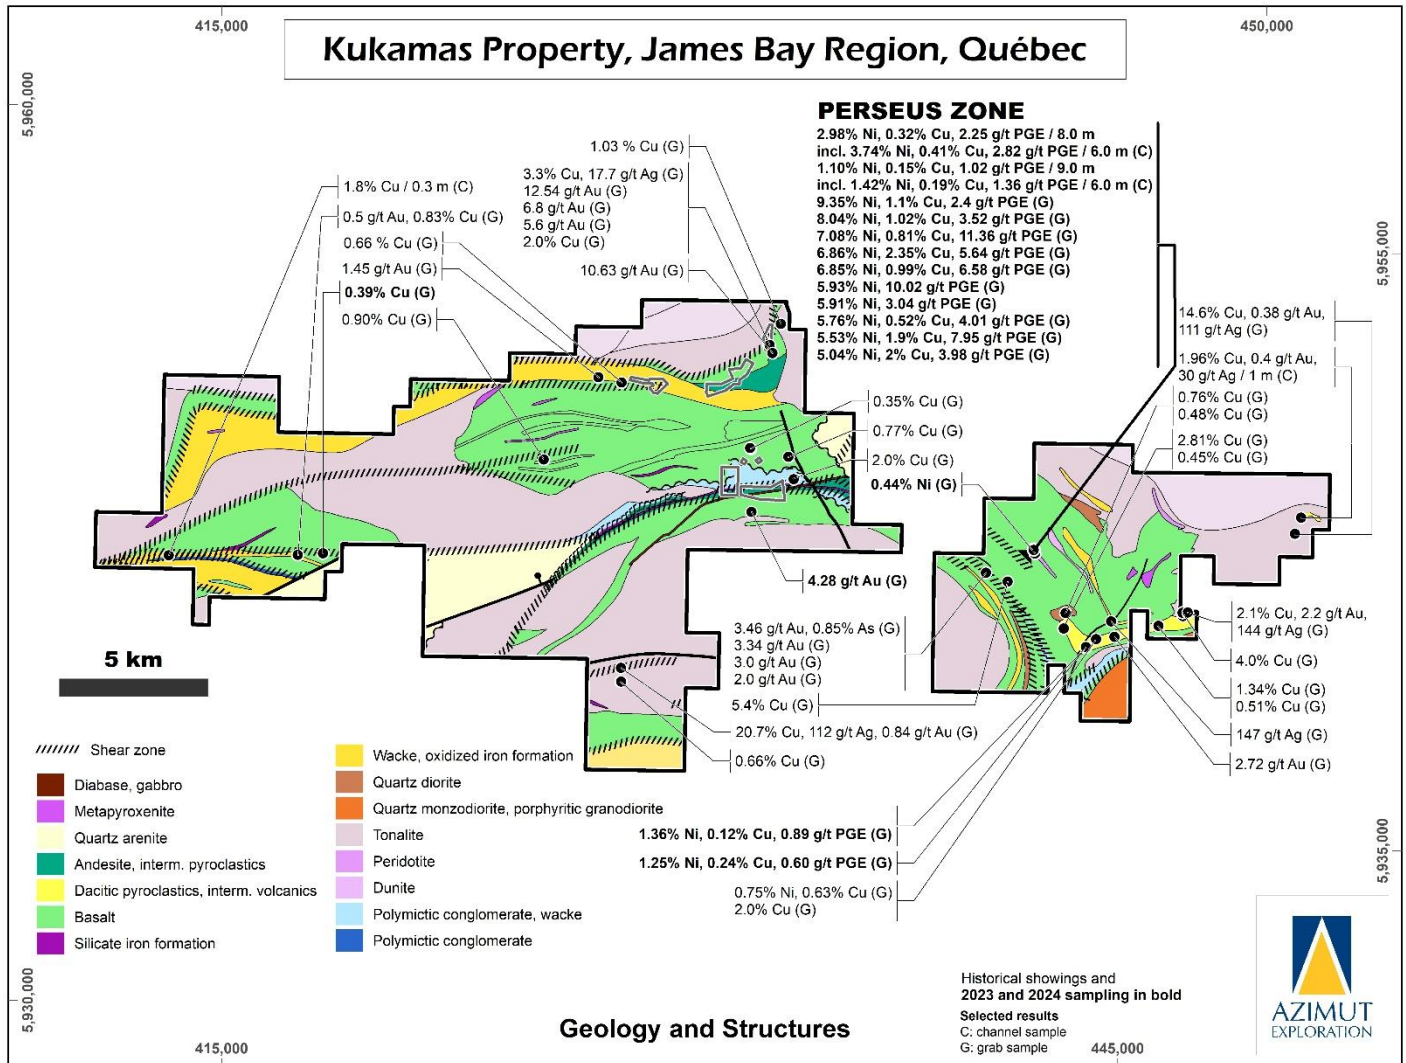 415,000
450,000
Kukamas Property, James Bay Region, Québec
5,960,000
5,955,000
PERSEUS ZONE
2.98% Ni, 0.32% Cu, 2.25 g/t PGE / 8.0 m
incl. 3.74% Ni, 0.41% Cu, 2.82 g/t PGE / 6.0 m (C)
1.10% Ni, 0.15% Cu, 1.02 g/t PGE / 9.0 m
incl. 1.42% Ni, 0.19% Cu, 1.36 g/t PGE / 6.0 m (C)
9.35% Ni, 1.1% Cu, 2.4 g/t PGE (G)
8.04% Ni, 1.02% Cu, 3.52 g/t PGE (G)
7.08% Ni, 0.81% Cu, 11.36 g/t PGE (G)
6.86% Ni, 2.35% Cu, 5.64 g/t PGE (G)
6.85% Ni, 0.99% Cu, 6.58 g/t PGE (G)
5.93% Ni, 10.02 g/t PGE (G)
5.91% Ni, 3.04 g/t PGE (G)
5.76% Ni, 0.52% Cu, 4.01 g/t PGE (G)
5.53% Ni, 1.9% Cu, 7.95 g/t PGE (G)
5.04% Ni, 2% Cu, 3.98 g/t PGE (G)
1.03 % Cu (G)
3.3% Cu, 17.7 g/t Ag (G)
12.54 g/t Au (G)
6.8 g/t Au (G)
5.6 g/t Au (G)
2.0% Cu (G)
10.63 g/t Au (G)
1.8% Cu / 0.3 m (C)
0.5 g/t Au, 0.83% Cu (G)
0.66 % Cu (G)
1.45 g/t Au (G)
0.39% Cu (G)
0.90% Cu (G)
14.6% Cu, 0.38 g/t Au,
111 g/t Ag (G)
1.96% Cu, 0.4 g/t Au,
30 g/t Ag / 1 m (C)
0.76% Cu (G)
0.48% Cu (G)
2.81% Cu (G)
0.45% Cu (G)
0.35% Cu (G)
0.77% Cu (G)
2.0% Cu (G)
0.44% Ni (G)
4.28 g/t Au (G)
3.46 g/t Au, 0.85% As (G)
3.34 g/t Au (G)
3.0 g/t Au (G)
2.0 g/t Au (G)
5.4% Cu (G)
20.7% Cu, 112 g/t Ag, 0.84 g/t Au (G)
0.66% Cu (G)
2.1% Cu, 2.2 g/t Au,
144 g/t Ag (G)
4.0% Cu (G)
1.34% Cu (G)
0.51% Cu (G)
147 g/t Ag (G)
2.72 g/t Au (G)
1.36% Ni, 0.12% Cu, 0.89 g/t PGE (G)
1.25% Ni, 0.24% Cu, 0.60 g/t PGE (G)
0.75% Ni, 0.63% Cu (G)
2.0% Cu (G)
5 km
Shear zone
Diabase, gabbro
Metapyroxenite
Quartz arenite
Andesite, interm. pyroclastics
Dacitic pyroclastics, interm. volcanics
Basalt
Silicate iron formation
Wacke, oxidized iron formation
Quartz diorite
Quartz monzodiorite, porphyritic granodiorite
Tonalite
Peridotite
Dunite
Polymictic conglomerate, wacke
Polymictic conglomerate
5,935,000
5,930,000
Geology and Structures
Historical showings and
2023 and 2024 sampling in bold
Selected results
C: channel sample
G: grab sample
AZIMUT
EXPLORATION
415,000
445,000